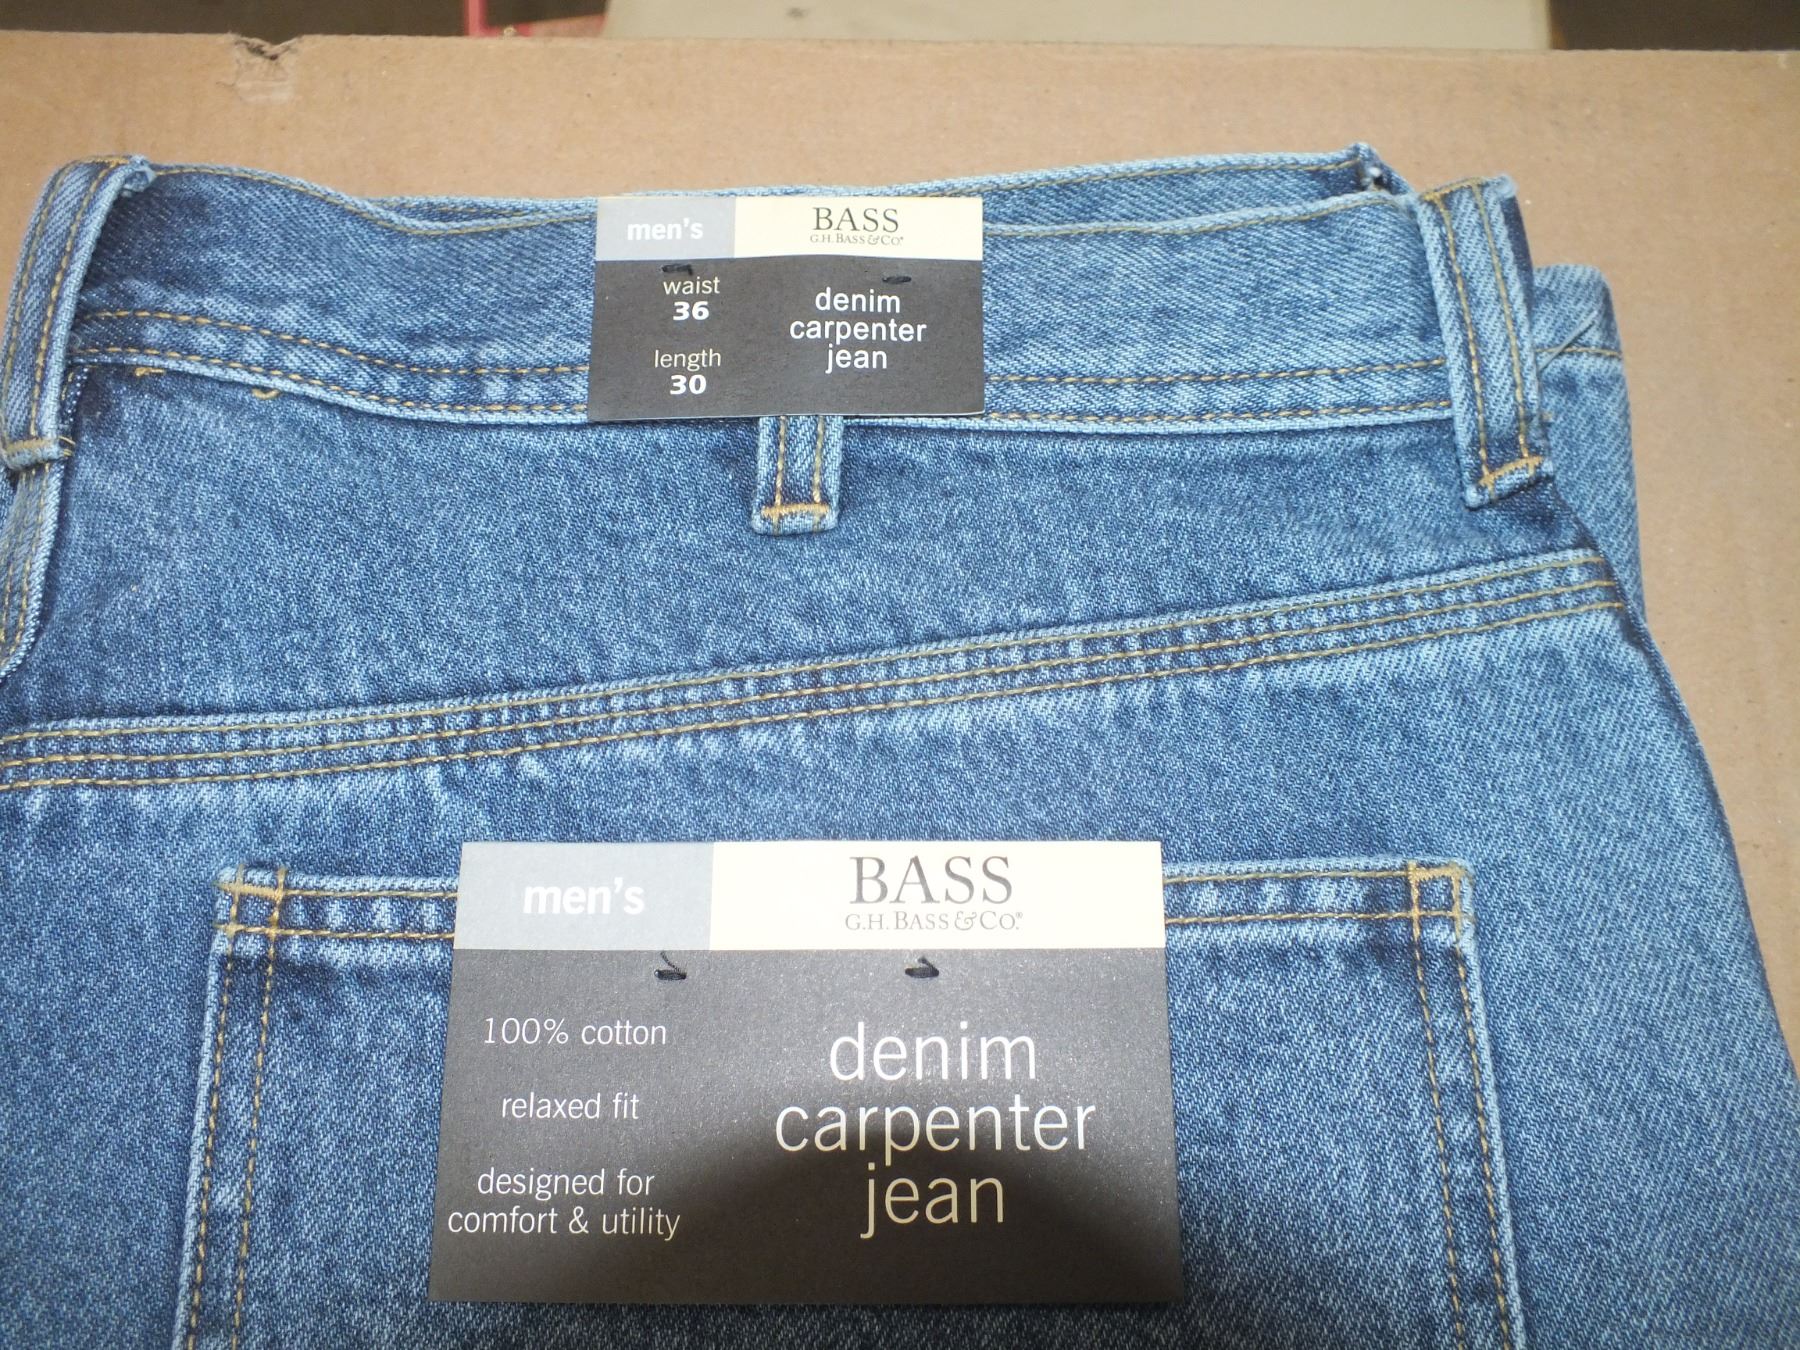 men's
BASS
G.H. BASS & CO.®
waist
36
length
30
denim
carpenter
jean
men's
BASS
G.H. BASS & CO.®
100% cotton
relaxed fit
designed for
comfort & utility
denim
carpenter
jean